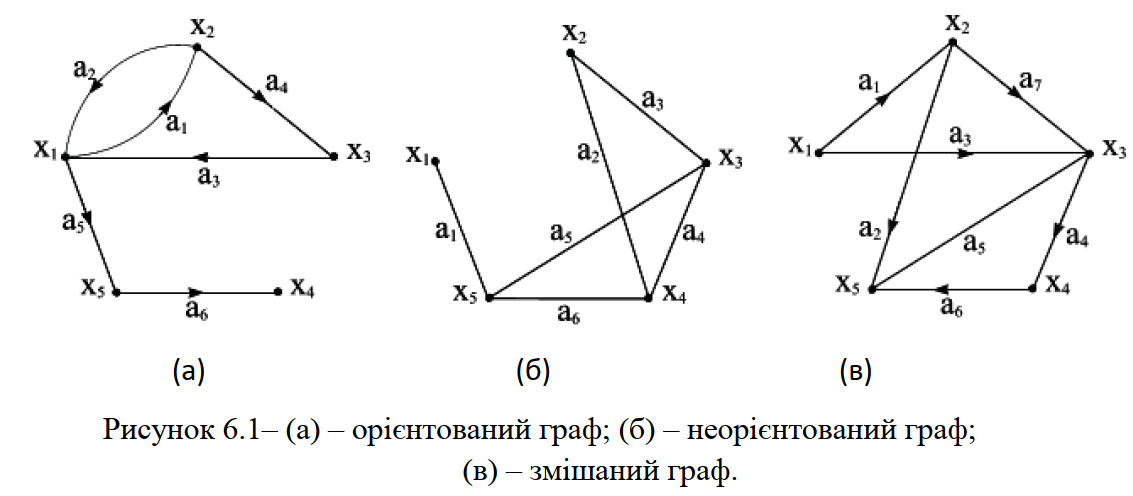 x₂
a₂
a₄
a₁
x₁
x₃
a₃
a₅
x₅
x₄
a₆
x₂
a₃
x₁
a₂
x₃
a₁
a₅
a₄
x₅
x₄
a₆
x₂
a₁
a₇
x₁
a₃
x₃
a₂
a₅
a₄
x₅
x₄
a₆
(а) (б) (в)
Рисунок 6.1– (а) – орієнтований граф; (б) – неорієнтований граф;
(в) – змішаний граф.